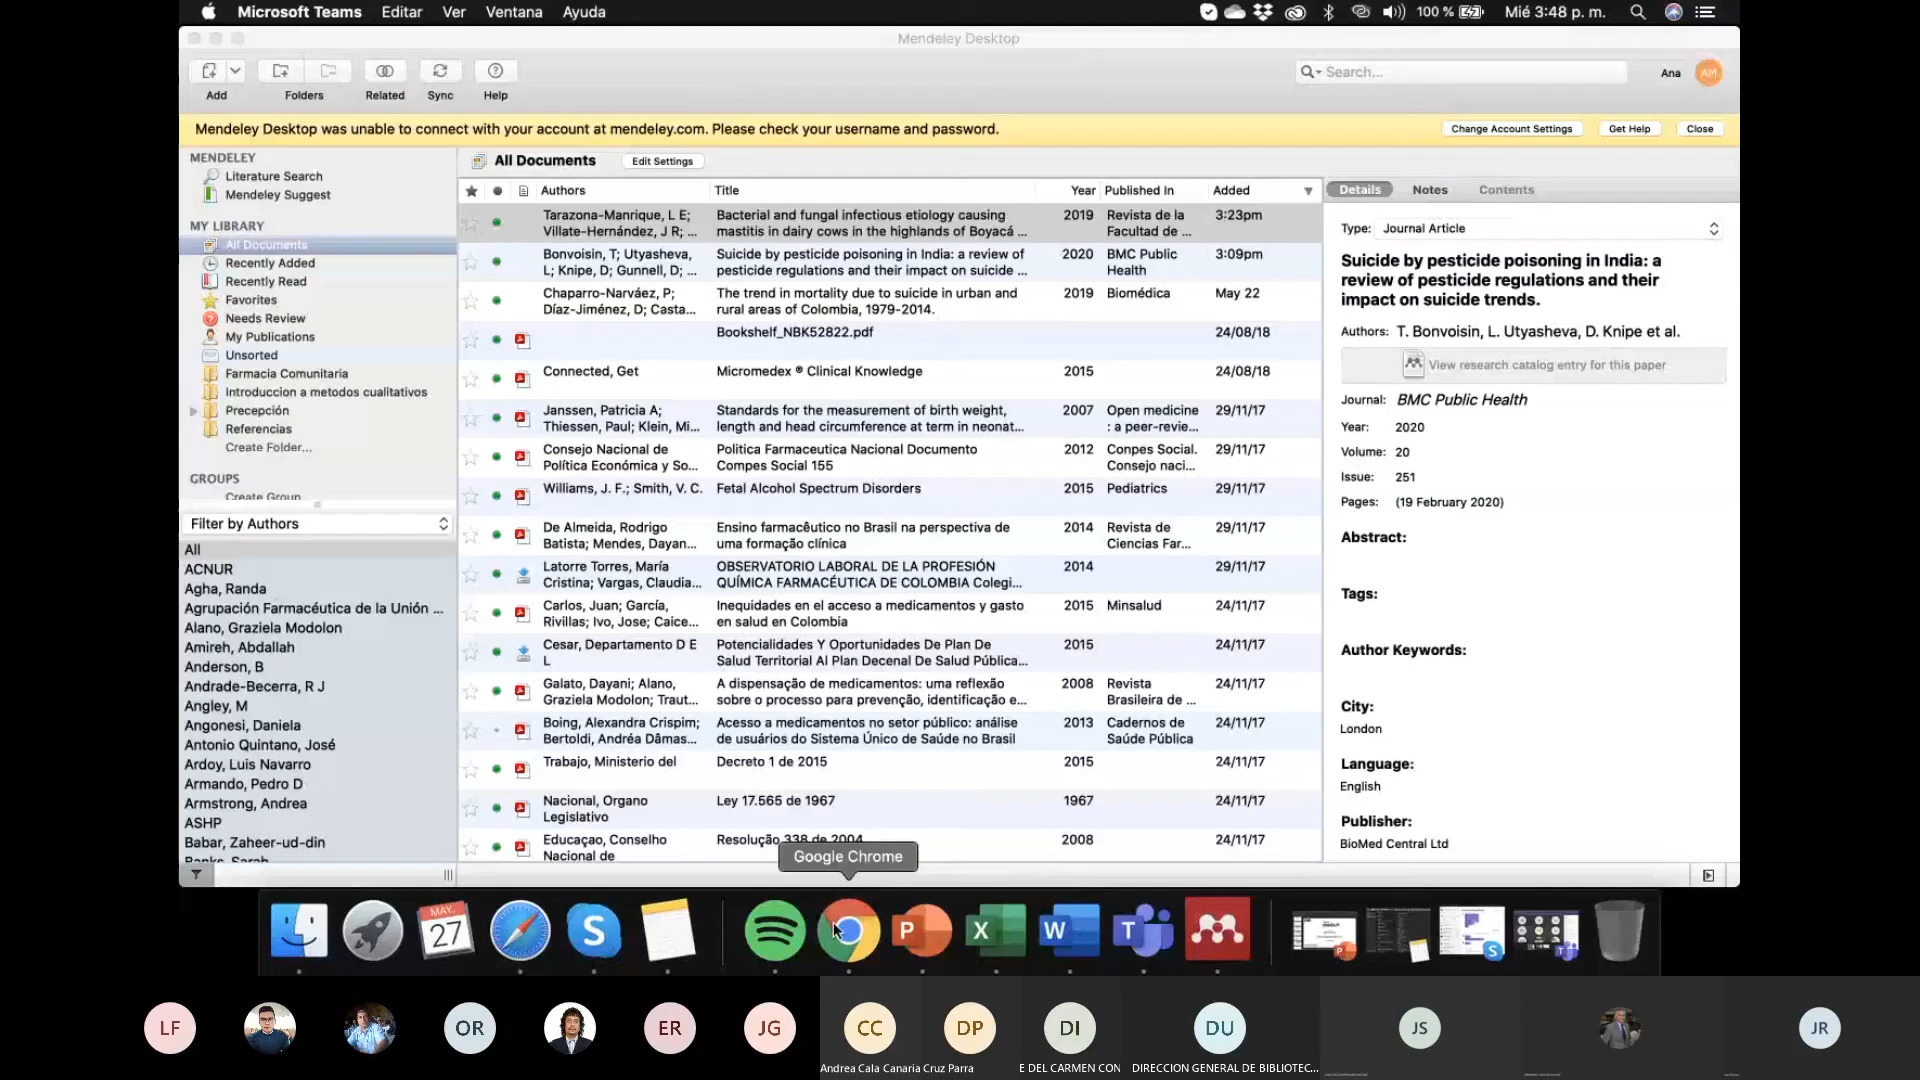 Microsoft Teams Editar Ver Ventana Ayuda 100 % Mié 3:48 p. m.
Mendeley Desktop
Search...
Ana AM
Add Folders Related Sync Help
Mendeley Desktop was unable to connect with your account at mendeley.com. Please check your username and password. Change Account Settings Get Help Close
MENDELEY
Literature Search
Mendeley Suggest
MY LIBRARY
All Documents
Recently Added
Recently Read
Favorites
Needs Review
My Publications
Unsorted
Farmacia Comunitaria
Introduccion a metodos cualitativos
Precepción
Referencias
Create Folder...
GROUPS
Create Group
Filter by Authors
All
ACNUR
Agha, Randa
Agrupación Farmacéutica de la Unión ...
Alano, Graziela Modolon
Amireh, Abdallah
Anderson, B
Andrade-Becerra, R J
Angley, M
Angonesi, Daniela
Antonio Quintano, José
Ardoy, Luis Navarro
Armando, Pedro D
Armstrong, Andrea
ASHP
Babar, Zaheer-ud-din
Banks, Sarah
All Documents Edit Settings
Authors Title Year Published In Added
Tarazona-Manrique, L E; Bacterial and fungal infectious etiology causing 2019 Revista de la 3:23pm
Villate-Hernández, J R; ... mastitis in dairy cows in the highlands of Boyacá ... Facultad de ...
Bonvoisin, T; Utyasheva, Suicide by pesticide poisoning in India: a review of 2020 BMC Public 3:09pm
L; Knipe, D; Gunnell, D; ... pesticide regulations and their impact on suicide ... Health
Chaparro-Narváez, P; The trend in mortality due to suicide in urban and 2019 Biomédica May 22
Díaz-Jiménez, D; Casta... rural areas of Colombia, 1979-2014.
Bookshelf_NBK52822.pdf 24/08/18
Connected, Get Micromedex ® Clinical Knowledge 2015 24/08/18
Janssen, Patricia A; Standards for the measurement of birth weight, 2007 Open medicine 29/11/17
Thiessen, Paul; Klein, Mi... length and head circumference at term in neonat... : a peer-revie...
Consejo Nacional de Politica Farmaceutica Nacional Documento 2012 Conpes Social. 29/11/17
Política Económica y So... Compes Social 155 Consejo naci...
Williams, J. F.; Smith, V. C. Fetal Alcohol Spectrum Disorders 2015 Pediatrics 29/11/17
De Almeida, Rodrigo Ensino farmacêutico no Brasil na perspectiva de 2014 Revista de 29/11/17
Batista; Mendes, Dayan... uma formação clínica Ciencias Far...
Latorre Torres, María OBSERVATORIO LABORAL DE LA PROFESIÓN 2014 29/11/17
Cristina; Vargas, Claudia... QUÍMICA FARMACÉUTICA DE COLOMBIA Colegi...
Carlos, Juan; García, Inequidades en el acceso a medicamentos y gasto 2015 Minsalud 24/11/17
Rivillas; Ivo, Jose; Caice... en salud en Colombia
Cesar, Departamento D E Potencialidades Y Oportunidades De Plan De 2015 24/11/17
L Salud Territorial Al Plan Decenal De Salud Pública...
Galato, Dayani; Alano, A dispensação de medicamentos: uma reflexão 2008 Revista 24/11/17
Graziela Modolon; Traut... sobre o processo para prevenção, identificação e... Brasileira de ...
Boing, Alexandra Crispim; Acesso a medicamentos no setor público: análise 2013 Cadernos de 24/11/17
Bertoldi, Andréa Dâmas... de usuários do Sistema Único de Saúde no Brasil Saúde Pública
Trabajo, Ministerio del Decreto 1 de 2015 2015 24/11/17
Nacional, Organo Ley 17.565 de 1967 1967 24/11/17
Legislativo
Educaçao, Conselho Resolução 338 de 2004 2008 24/11/17
Nacional de
Details Notes Contents
Type: Journal Article
Suicide by pesticide poisoning in India: a
review of pesticide regulations and their
impact on suicide trends.
Authors: T. Bonvoisin, L. Utyasheva, D. Knipe et al.
View research catalog entry for this paper
Journal: BMC Public Health
Year: 2020
Volume: 20
Issue: 251
Pages: (19 February 2020)
Abstract:
Tags:
Author Keywords:
City:
London
Language:
English
Publisher:
BioMed Central Ltd
Google Chrome
MAY.
27
S P X W T
LF OR ER JG CC DP DI DU JS JR
Andrea Cala Canaria Cruz Parra E DEL CARMEN CON DIRECCION GENERAL DE BIBLIOTEC...